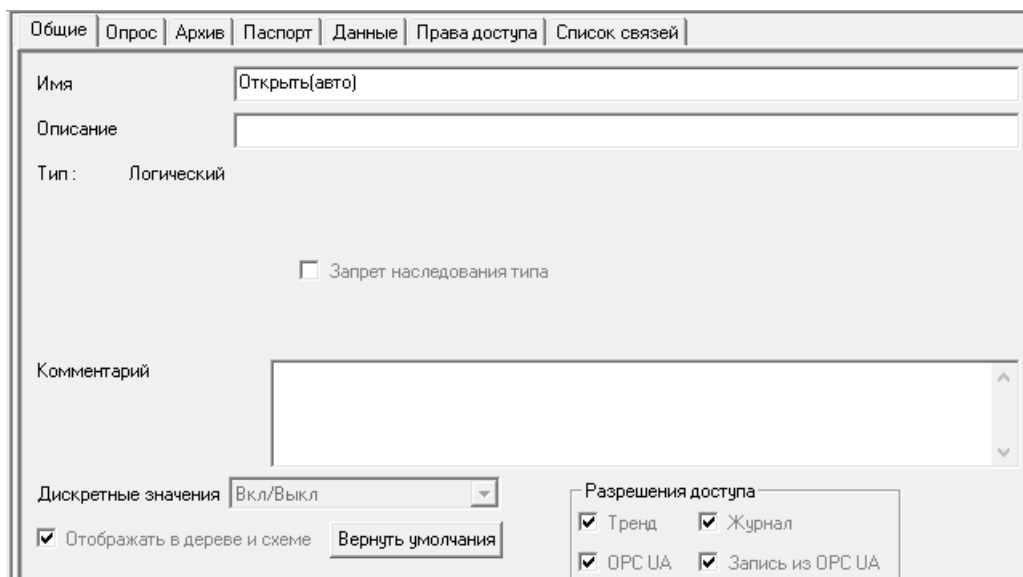 Общие Опрос Архив Паспорт Данные Права доступа Список связей
Имя Открыть(авто)
Описание
Тип : Логический
Запрет наследования типа
Комментарий
Дискретные значения Вкл/Выкл Разрешения доступа
Тренд Журнал
Отображать в дереве и схеме Вернуть умолчания
OPC UA Запись из OPC UA